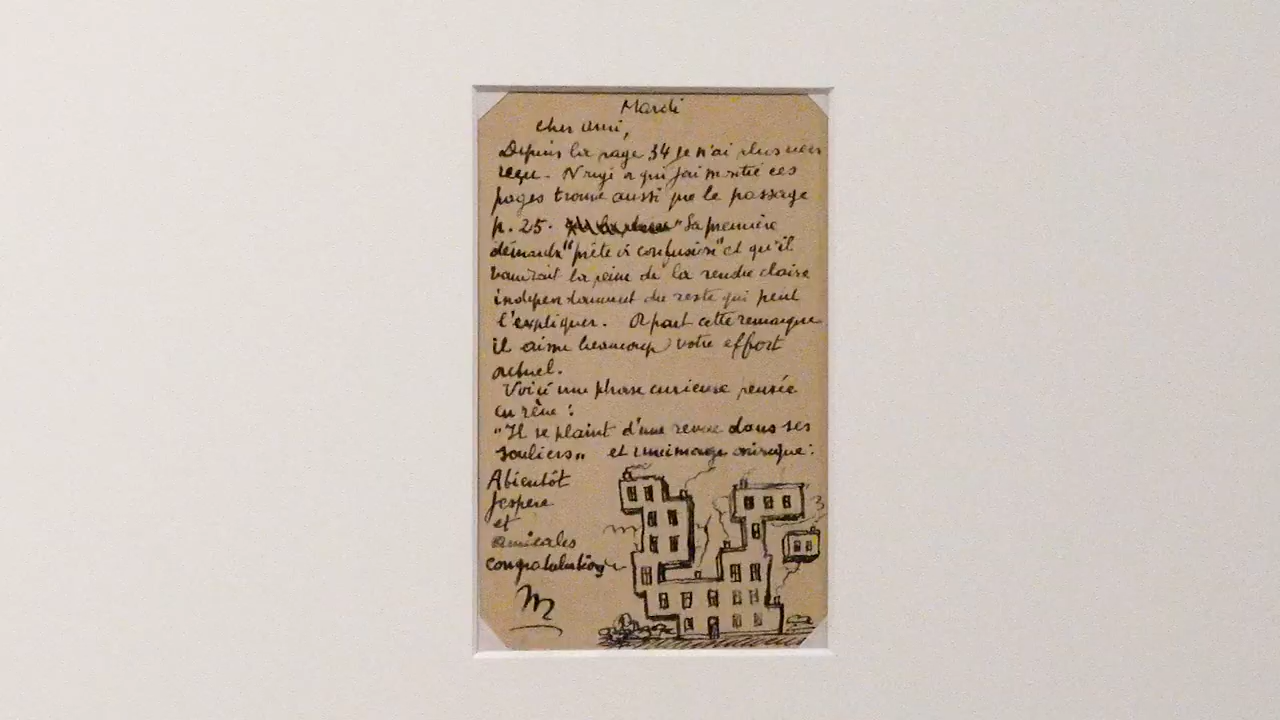 Mardi
Cher ami,
Depuis la page 34 je n'ai plus rien
reçu. Nougé à qui j'ai montré ces
pages trouve aussi que le passage
p. 25. "Sa première
demande" prête à confusion" et qu'il
vaudrait la peine de la rendre claire
indépendamment du reste qui peut
l'expliquer. A part cette remarque
il aime beaucoup votre effort
actuel.
Voici une phrase curieuse pensée
en rêve :
"Il se plaint d'une revue dans ses
souliers" et une image onirique :
A bientôt
j'espère
et
amicales
congratulations
M